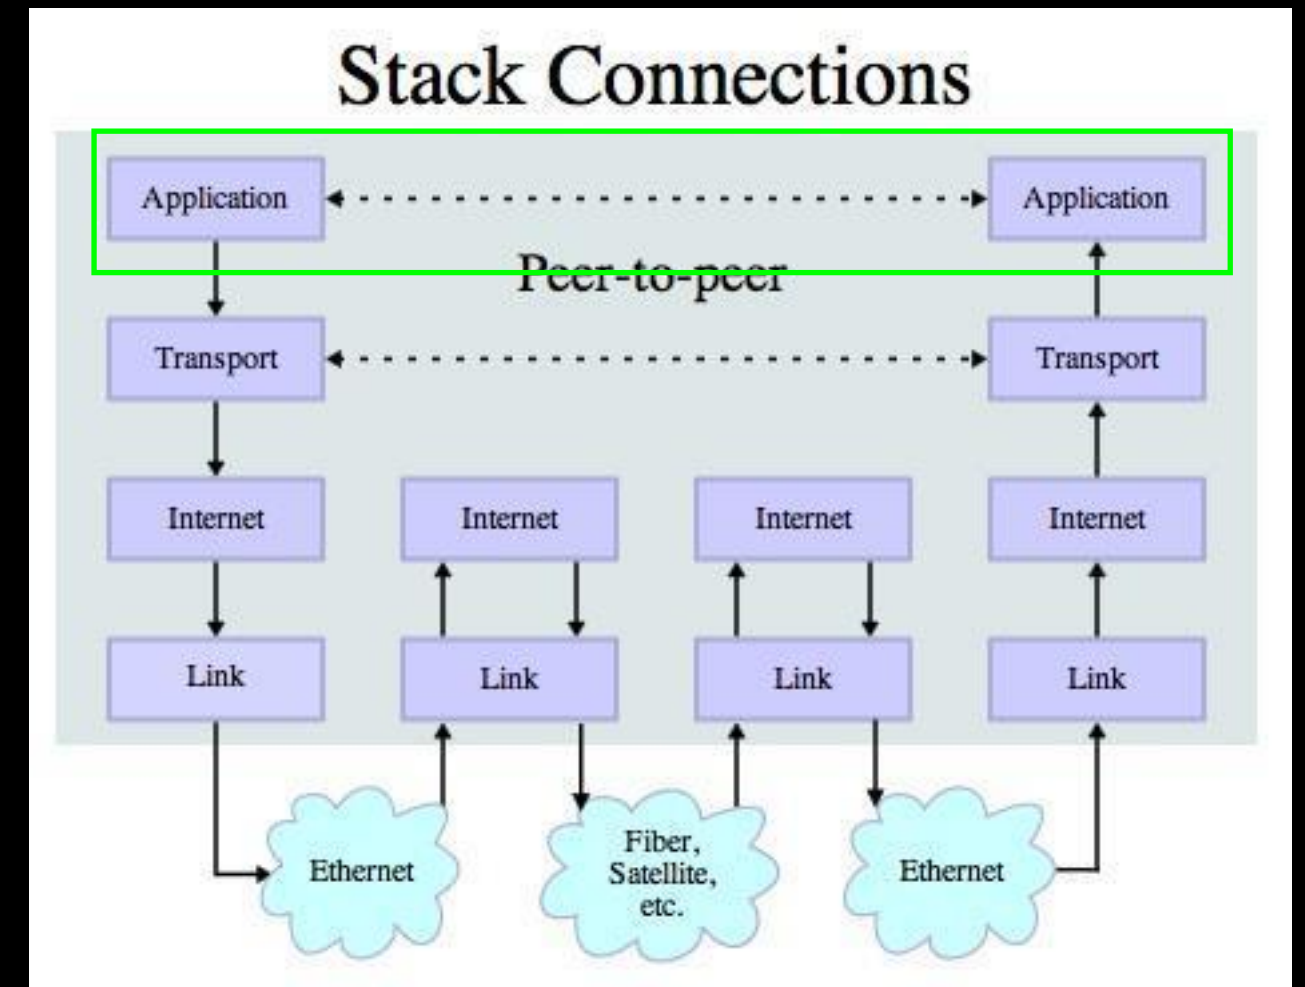 Stack Connections
Application
Application
Peer-to-peer
Transport
Transport
Internet
Internet
Internet
Internet
Link
Link
Link
Link
Ethernet
Fiber,
Satellite,
etc.
Ethernet